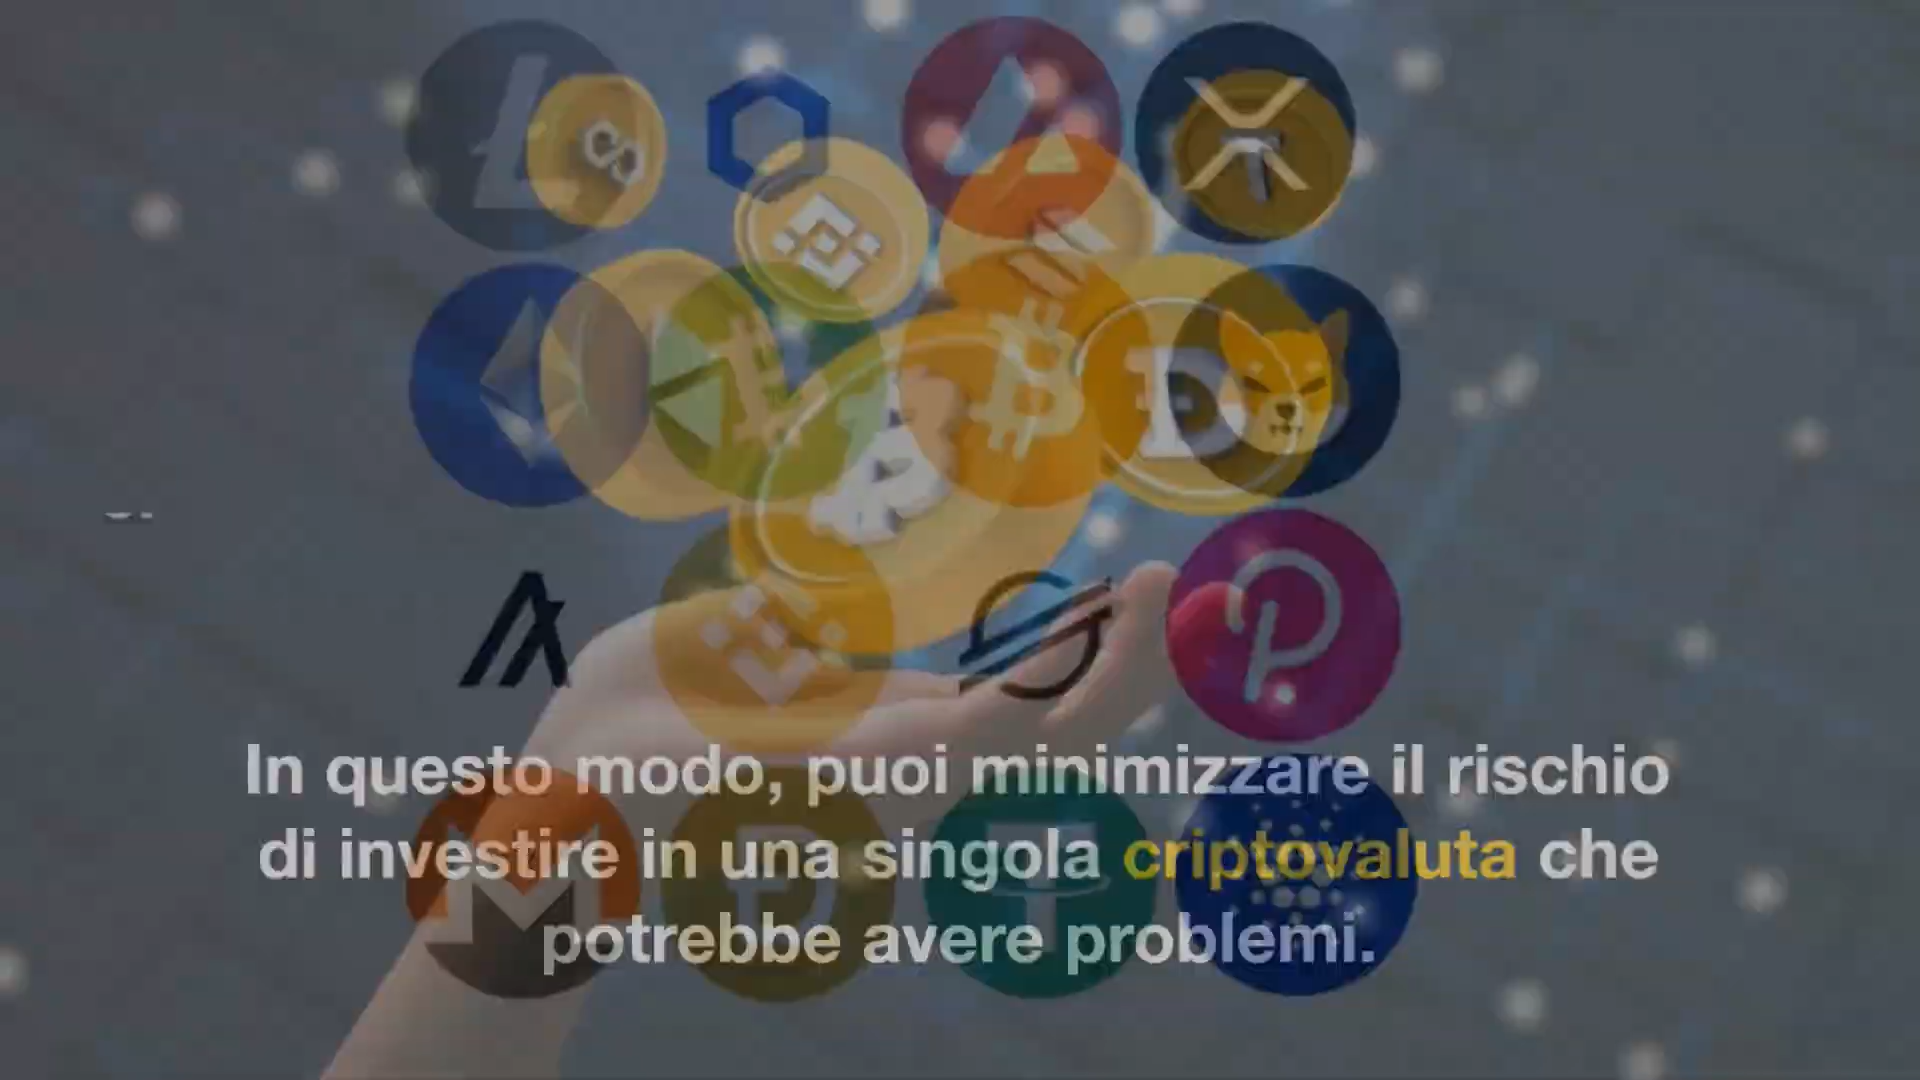 In questo modo, puoi minimizzare il rischio
di investire in una singola criptovaluta che
potrebbe avere problemi.